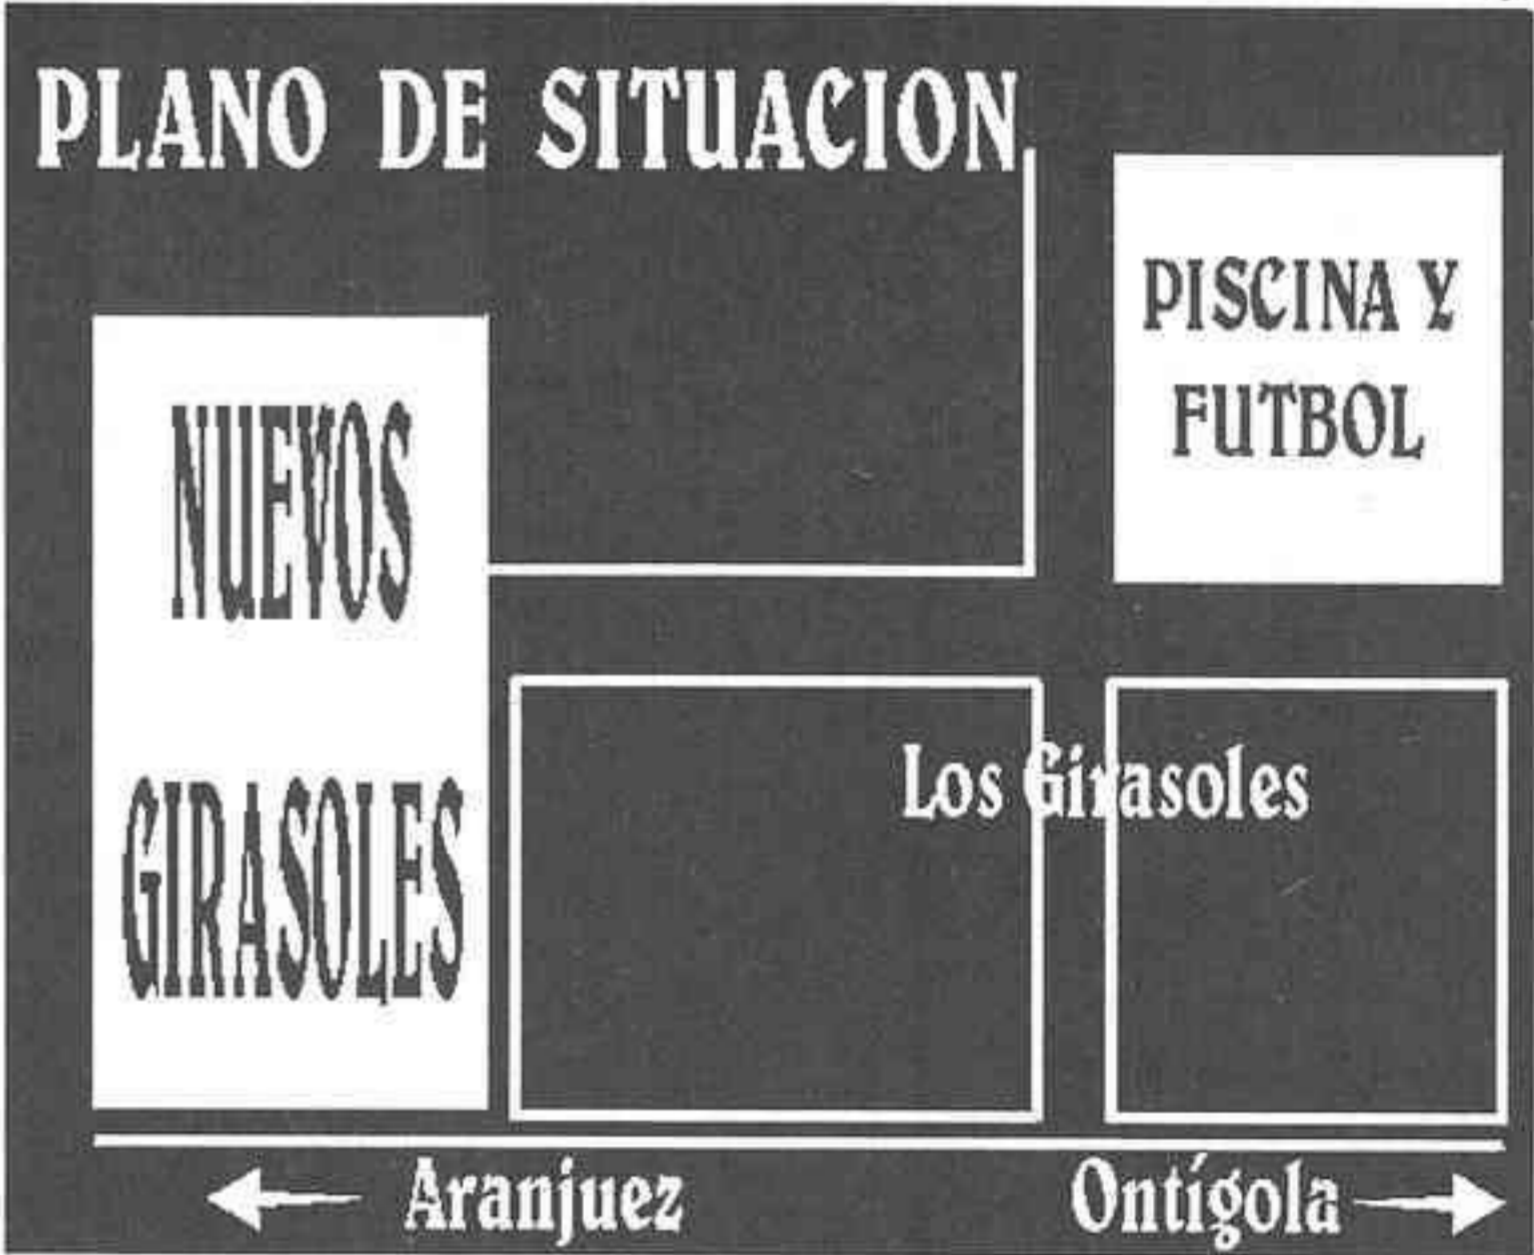 PLANO DE SITUACION
PISCINA Y
FUTBOL
NUEVOS
GIRASOLES
Los Girasoles
Aranjuez
Ontígola